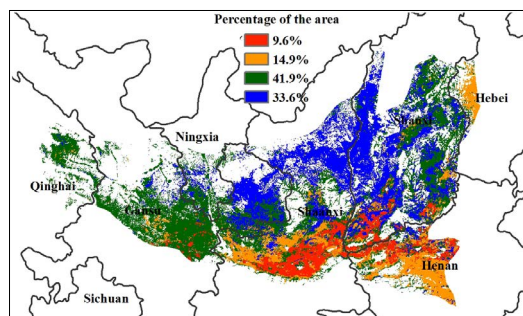 Percentage of the area
9.6%
14.9%
41.9%
33.6%
Hebei
Shanxi
Ningxia
Qinghai
Gansu
Shaanxi
Henan
Sichuan